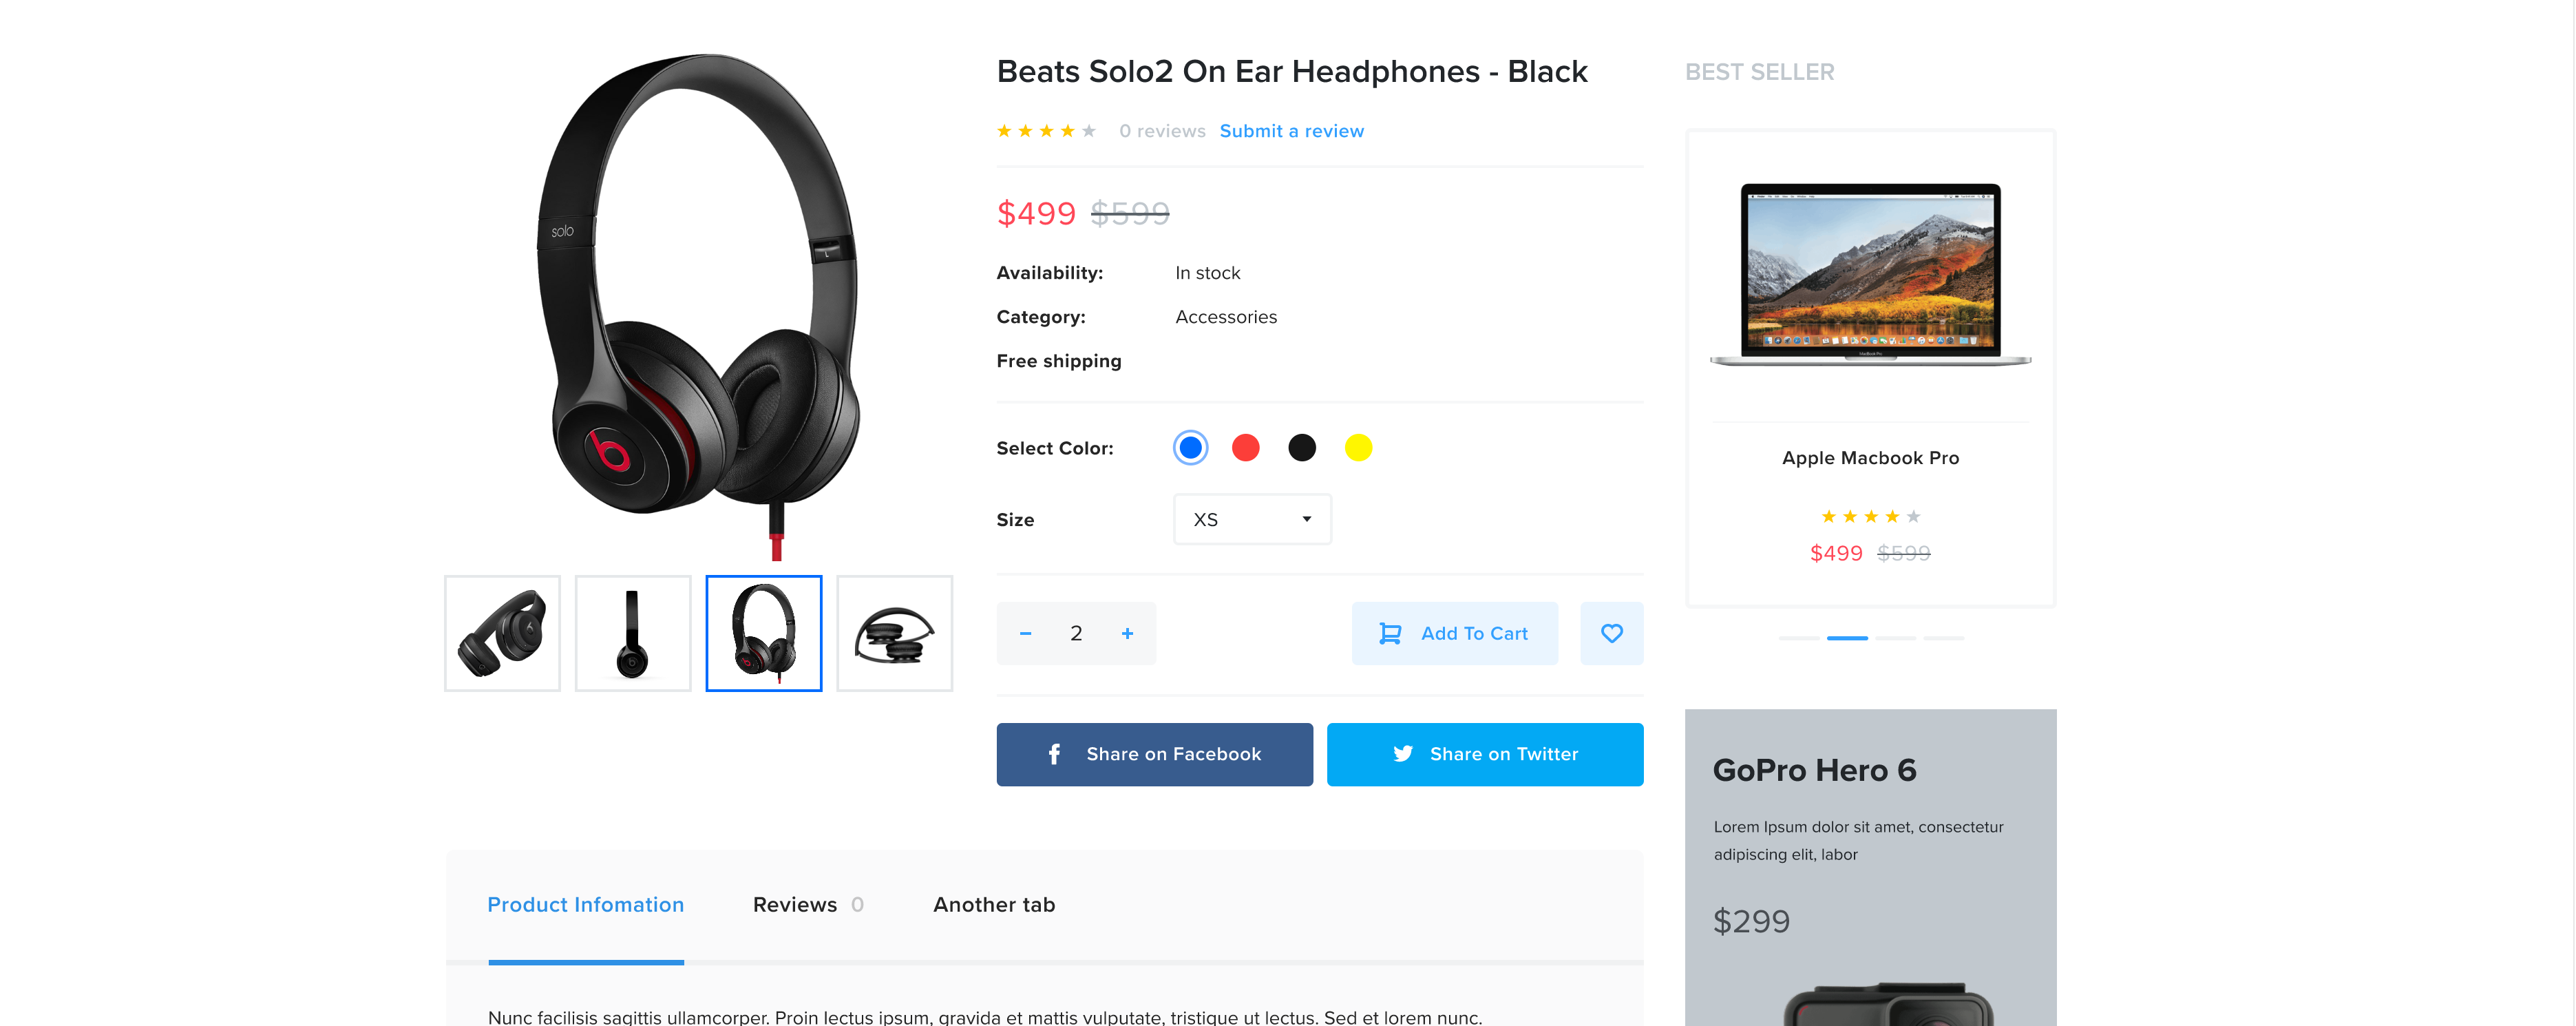 Beats Solo2 On Ear Headphones - Black
0 reviews Submit a review
$499 $599
Availability: In stock
Category: Accessories
Free shipping
Select Color:
Size XS
2
Add To Cart
Share on Facebook
Share on Twitter
solo
BEST SELLER
MacBook Pro
Apple Macbook Pro
$499 $599
GoPro Hero 6
Lorem Ipsum dolor sit amet, consectetur
adipiscing elit, labor
$299
Product Infomation
Reviews 0
Another tab
Nunc facilisis sagittis ullamcorper. Proin lectus ipsum, gravida et mattis vulputate, tristique ut lectus. Sed et lorem nunc.